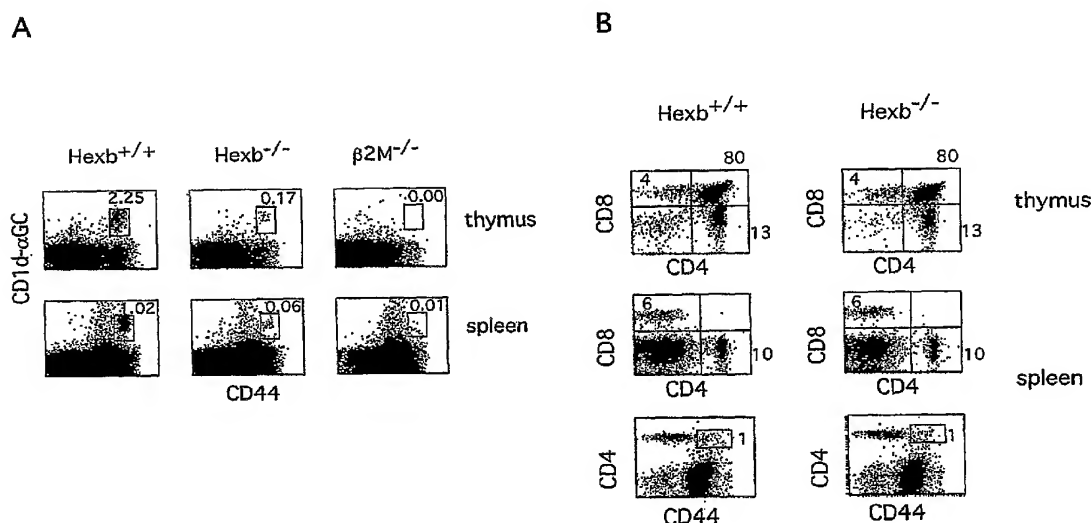 A
B
Hexb+/+ Hexb-/- β2M-/-
Hexb+/+ Hexb-/-
CD1d-αGC
2.25 0.17 0.00
thymus
1.02 0.06 0.01
spleen
CD44
80 80
4 4
CD8 CD8
13 13
thymus
CD4 CD4
6 6
CD8 CD8
10 10
CD4 CD4
spleen
1 1
CD4 CD4
CD44 CD44